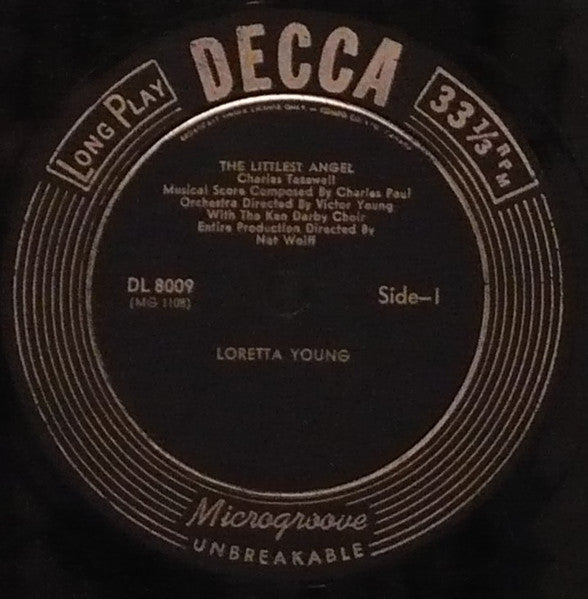 DECCA
LONG PLAY
33 1/3 RPM
THE LITTLEST ANGEL
Charles Tazewell
Musical Score Composed By Charles Paul
Orchestra Directed By Victor Young
With The Ken Darby Choir
Entire Production Directed By
Nat Wolff
DL 8009
Side-1
(MG 1108)
LORETTA YOUNG
Microgroove
UNBREAKABLE